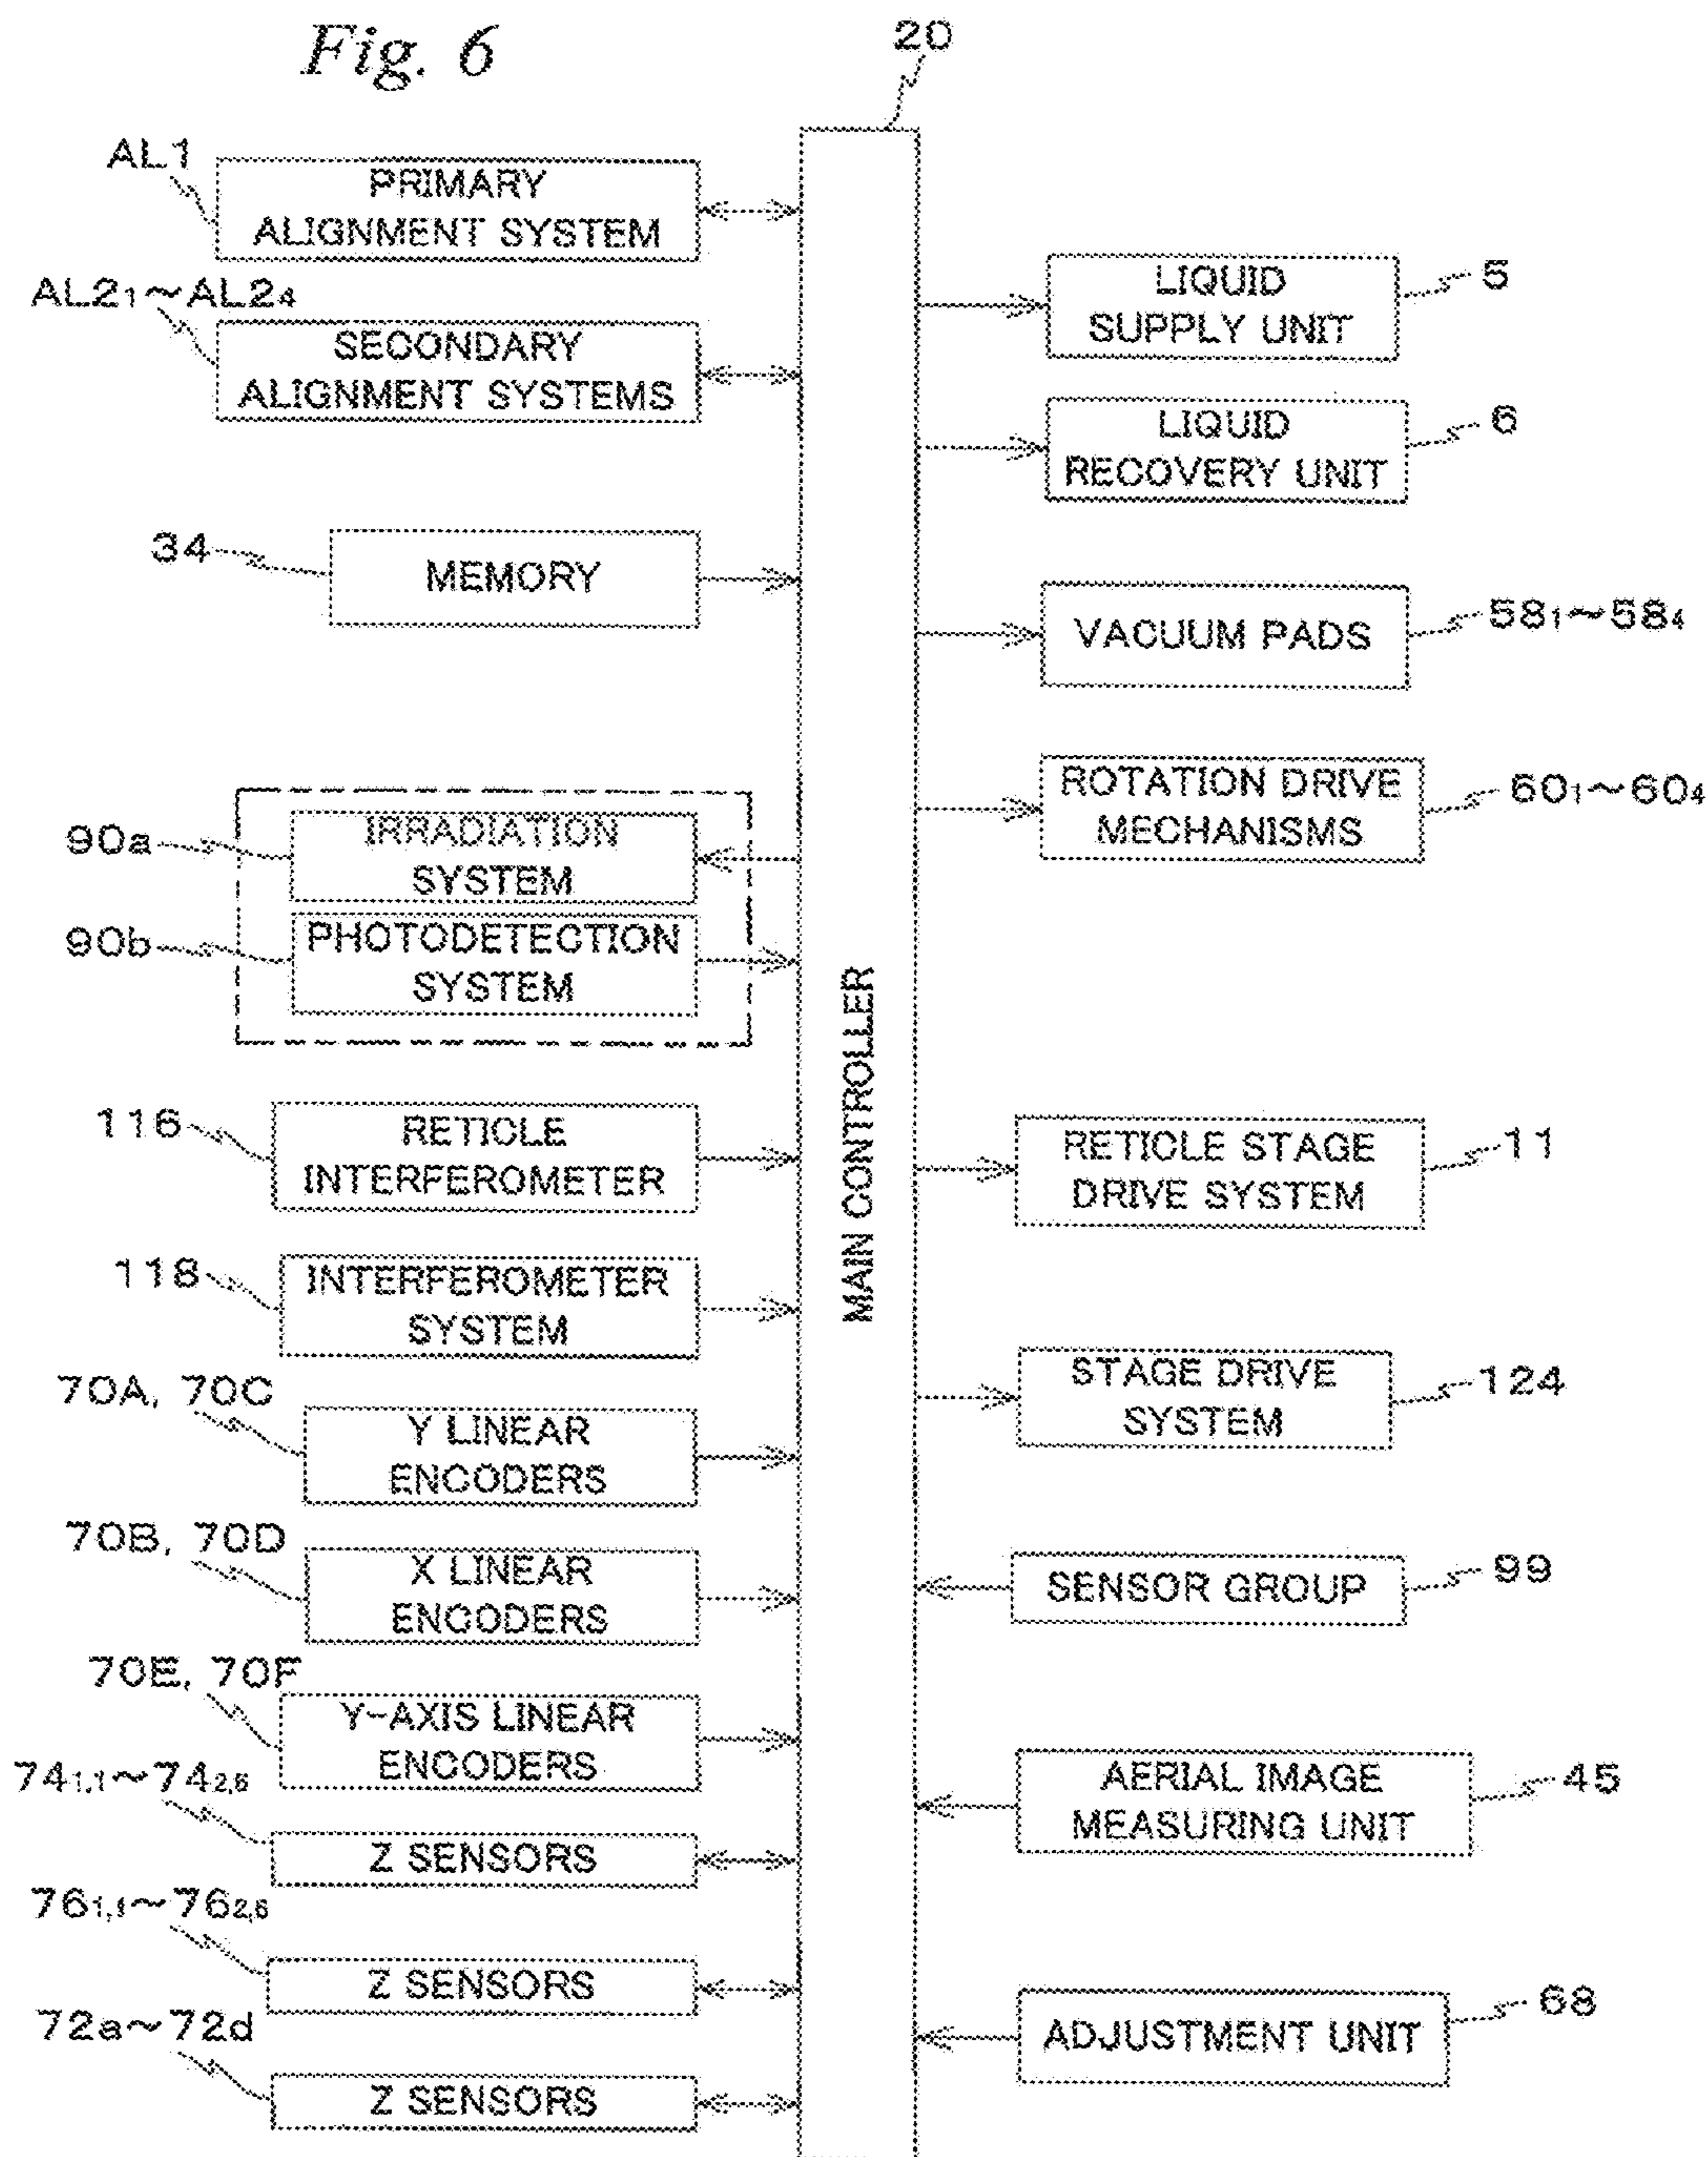 Fig. 6
20
AL1
PRIMARY
ALIGNMENT SYSTEM
AL2₁~AL2₄
SECONDARY
ALIGNMENT SYSTEMS
34
MEMORY
90a
IRRADIATION
SYSTEM
90b
PHOTODETECTION
SYSTEM
116
RETICLE
INTERFEROMETER
118
INTERFEROMETER
SYSTEM
70A, 70C
Y LINEAR
ENCODERS
70B, 70D
X LINEAR
ENCODERS
70E, 70F
Y-AXIS LINEAR
ENCODERS
74₁,₁~74₂,₆
Z SENSORS
76₁,₁~76₂,₆
Z SENSORS
72a~72d
Z SENSORS
MAIN CONTROLLER
LIQUID
SUPPLY UNIT
5
LIQUID
RECOVERY UNIT
6
VACUUM PADS
58₁~58₄
ROTATION DRIVE
MECHANISMS
60₁~60₄
RETICLE STAGE
DRIVE SYSTEM
11
STAGE DRIVE
SYSTEM
124
SENSOR GROUP
99
AERIAL IMAGE
MEASURING UNIT
45
ADJUSTMENT UNIT
68